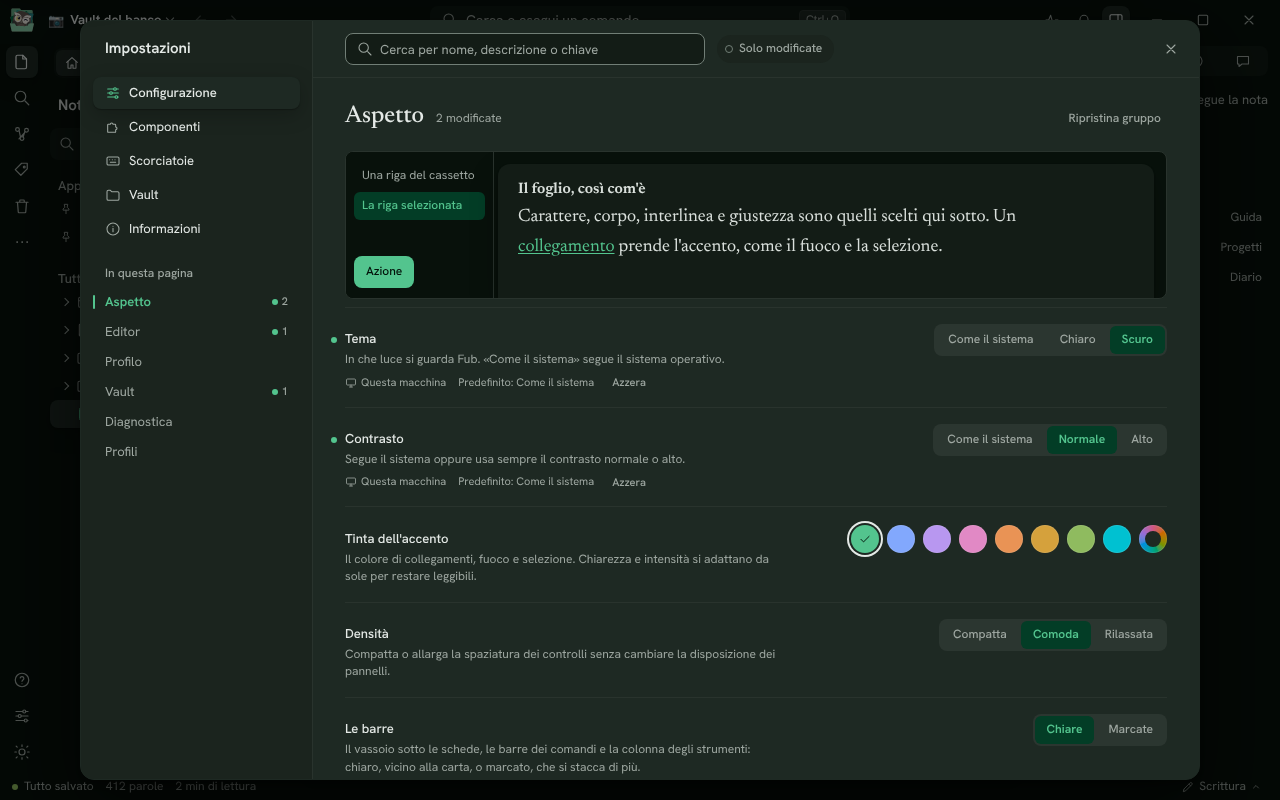 Vault del banco
Cerca o esegui un comando
Ctrl+O
Impostazioni
Cerca per nome, descrizione o chiave
Solo modificate
Configurazione
Componenti
Scorciatoie
Vault
Informazioni
In questa pagina
Aspetto
2
Editor
1
Profilo
Vault
1
Diagnostica
Profili
Aspetto
2 modificate
Ripristina gruppo
Una riga del cassetto
La riga selezionata
Azione
Il foglio, così com'è
Carattere, corpo, interlinea e giustezza sono quelli scelti qui sotto. Un
collegamento prende l'accento, come il fuoco e la selezione.
Tema
In che luce si guarda Fub. «Come il sistema» segue il sistema operativo.
Questa macchina Predefinito: Come il sistema Azzera
Come il sistema Chiaro Scuro
Contrasto
Segue il sistema oppure usa sempre il contrasto normale o alto.
Questa macchina Predefinito: Come il sistema Azzera
Come il sistema Normale Alto
Tinta dell'accento
Il colore di collegamenti, fuoco e selezione. Chiarezza e intensità si adattano da
sole per restare leggibili.
Densità
Compatta o allarga la spaziatura dei controlli senza cambiare la disposizione dei
pannelli.
Compatta Comoda Rilassata
Le barre
Il vassoio sotto le schede, le barre dei comandi e la colonna degli strumenti:
chiaro, vicino alla carta, o marcato, che si stacca di più.
Chiare Marcate
la nota
Guida
Progetti
Diario
Tutto salvato 412 parole 2 min di lettura
Scrittura